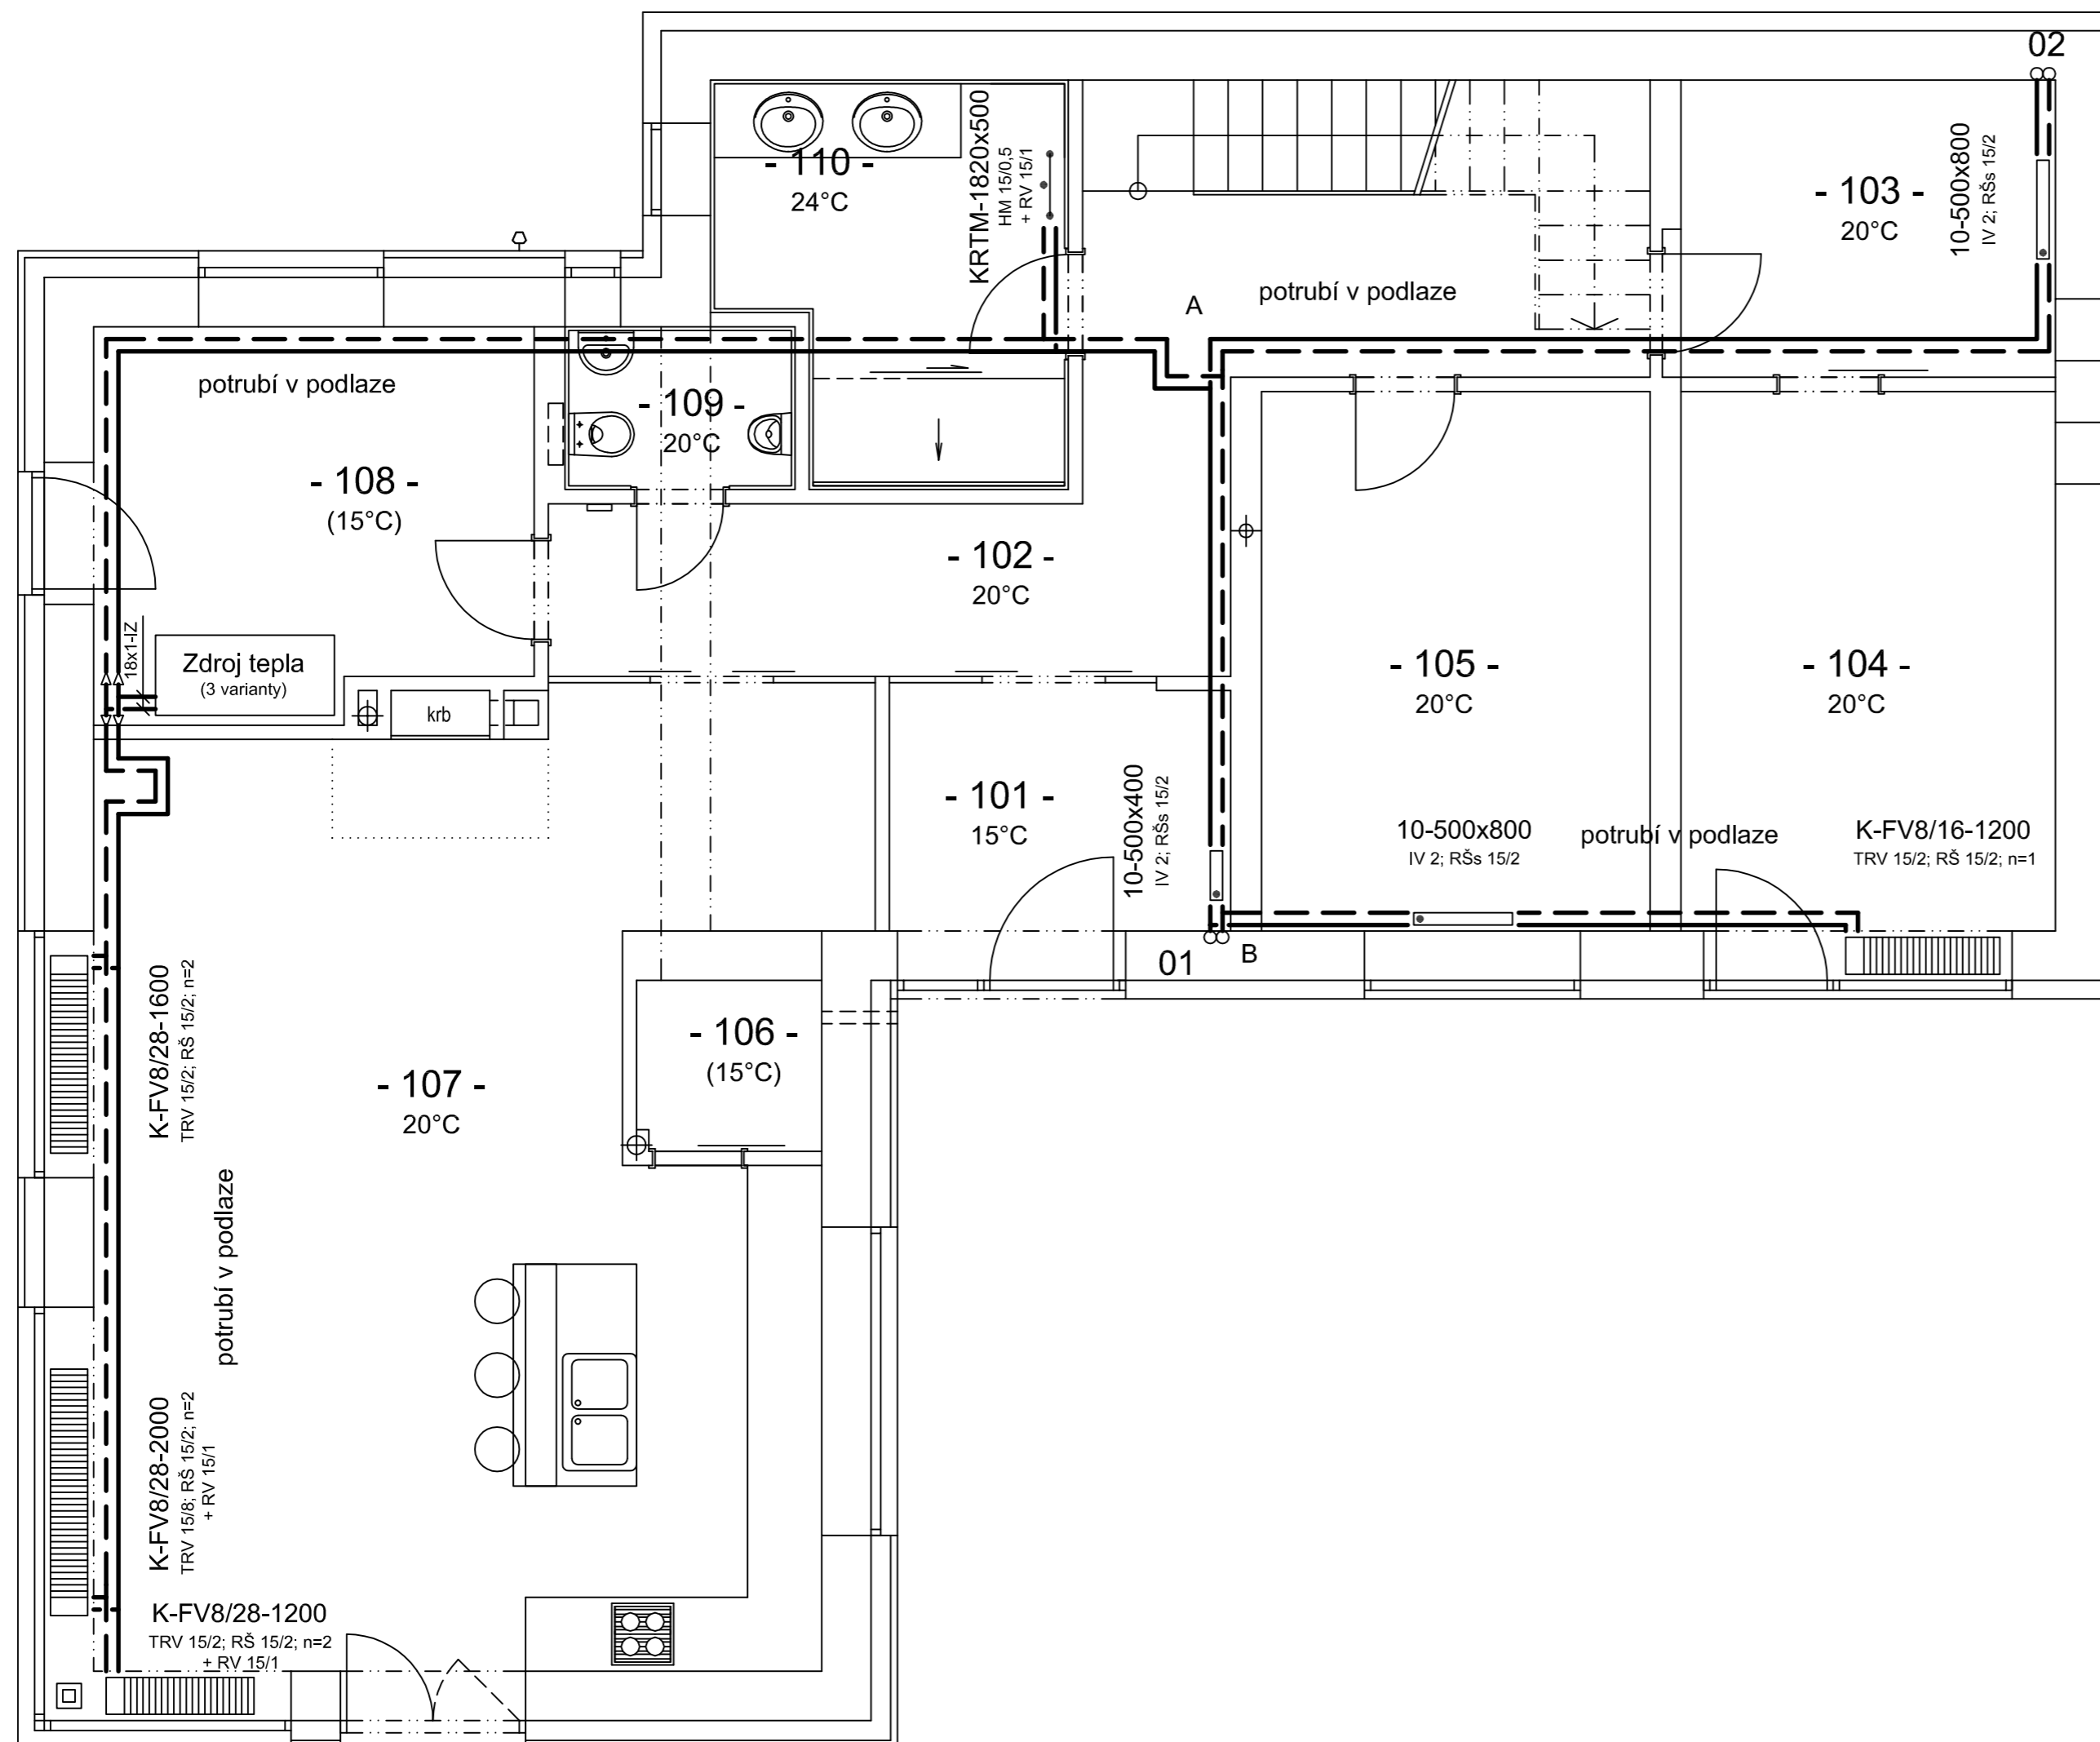 02
- 110 -
24°C
KRTM-1820x500
HM 15/0,5
+ RV 15/1
- 103 -
20°C
10-500x800
IV 2; RŠs 15/2
A
potrubí v podlaze
potrubí v podlaze
- 109 -
20°C
- 108 -
(15°C)
- 102 -
20°C
18x1-IZ
Zdroj tepla
(3 varianty)
krb
- 105 -
20°C
- 104 -
20°C
- 101 -
15°C
10-500x400
IV 2; RŠs 15/2
10-500x800
IV 2; RŠs 15/2
potrubí v podlaze
K-FV8/16-1200
TRV 15/2; RŠ 15/2; n=1
01
B
K-FV8/28-1600
TRV 15/2; RŠ 15/2; n=2
- 106 -
(15°C)
- 107 -
20°C
potrubí v podlaze
K-FV8/28-2000
TRV 15/8; RŠ 15/2; n=2
+ RV 15/1
K-FV8/28-1200
TRV 15/2; RŠ 15/2; n=2
+ RV 15/1